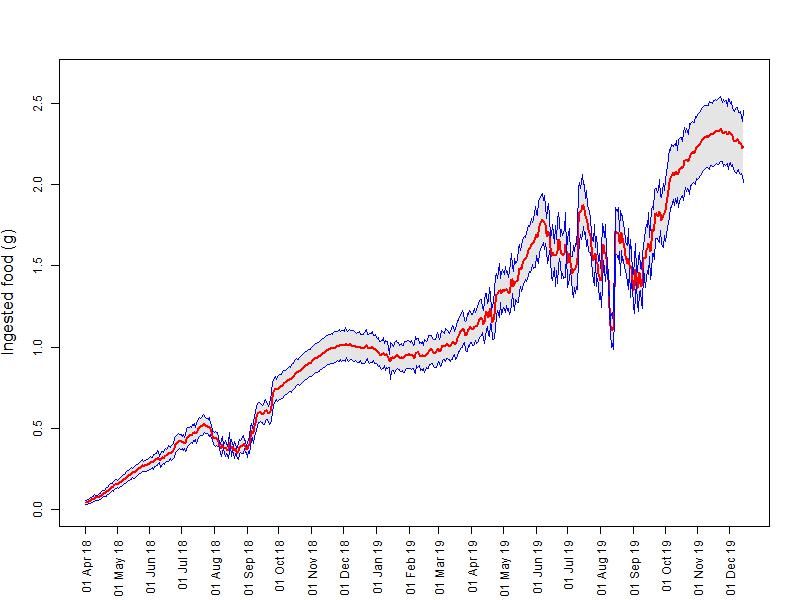 Ingested food (g)
2.5
2.0
1.5
1.0
0.5
0.0
01 Apr 18
01 May 18
01 Jun 18
01 Jul 18
01 Aug 18
01 Sep 18
01 Oct 18
01 Nov 18
01 Dec 18
01 Jan 19
01 Feb 19
01 Mar 19
01 Apr 19
01 May 19
01 Jun 19
01 Jul 19
01 Aug 19
01 Sep 19
01 Oct 19
01 Nov 19
01 Dec 19